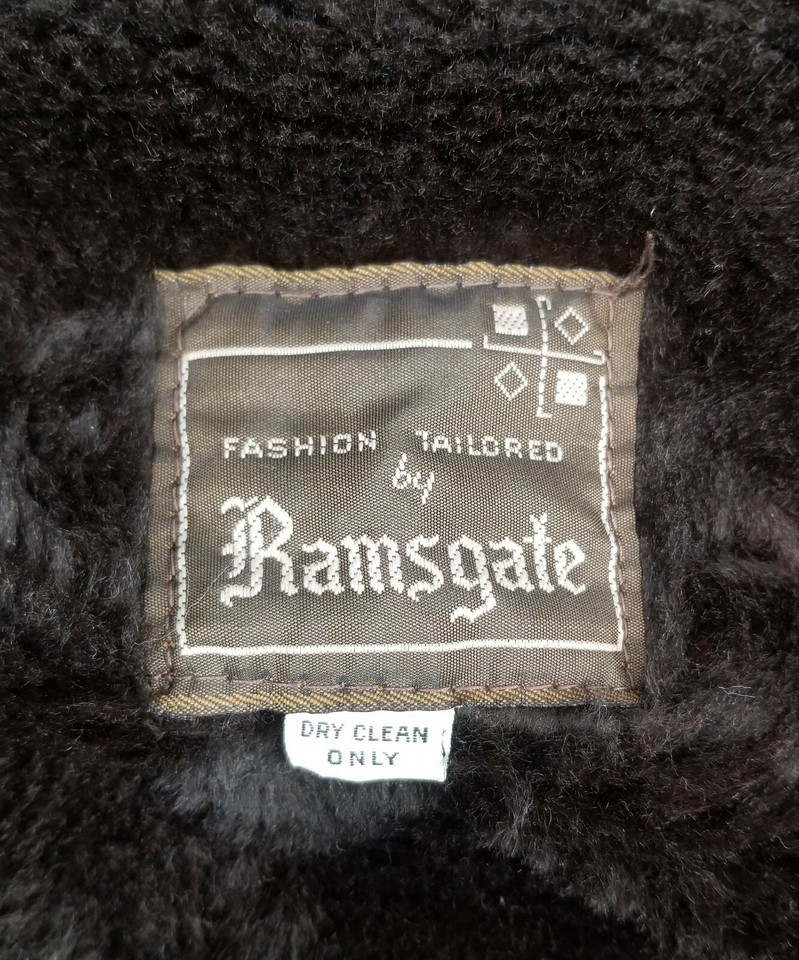 FASHION TAILORED
by
Ramsgate
DRY CLEAN
ONLY